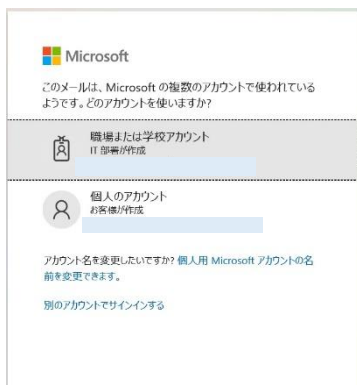 Microsoft
このメールは、Microsoft の複数のアカウントで使われている
ようです。どのアカウントを使いますか?
職場または学校アカウント
IT 部署が作成
個人のアカウント
お客様が作成
アカウント名を変更したいですか? 個人用 Microsoft アカウントの名
前を変更できます。
別のアカウントでサインインする